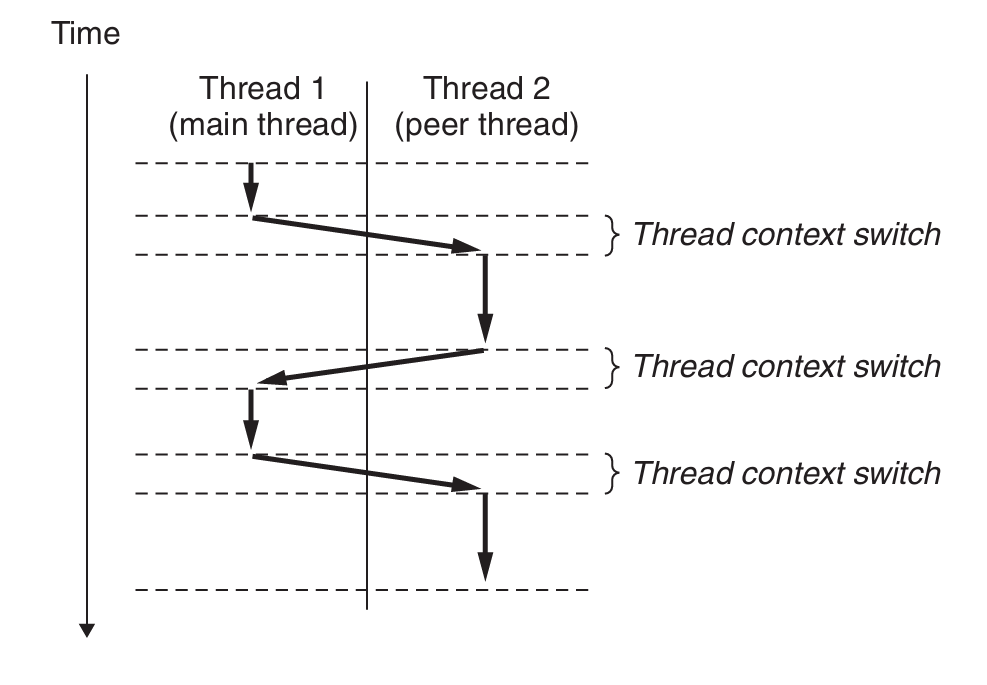 Time
Thread 1
(main thread)
Thread 2
(peer thread)
Thread context switch
Thread context switch
Thread context switch